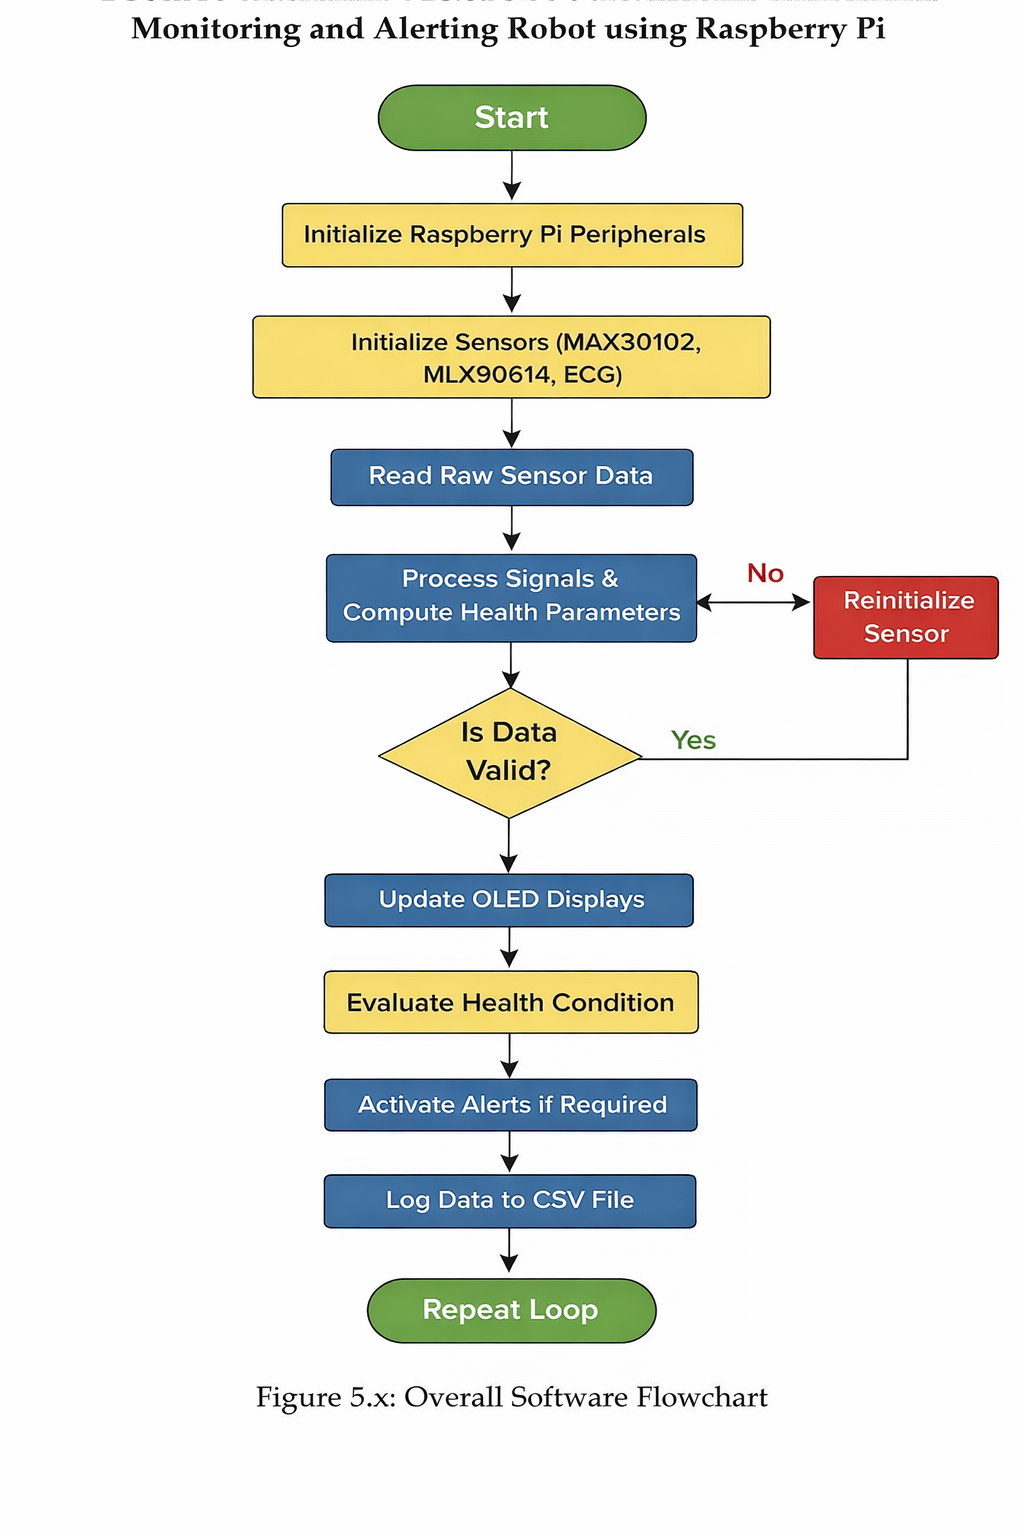 Monitoring and Alerting Robot using Raspberry Pi
Start
Initialize Raspberry Pi Peripherals
Initialize Sensors (MAX30102,
MLX90614, ECG)
Read Raw Sensor Data
Process Signals &
Compute Health Parameters
No
Reinitialize
Sensor
Is Data
Valid?
Yes
Update OLED Displays
Evaluate Health Condition
Activate Alerts if Required
Log Data to CSV File
Repeat Loop
Figure 5.x: Overall Software Flowchart